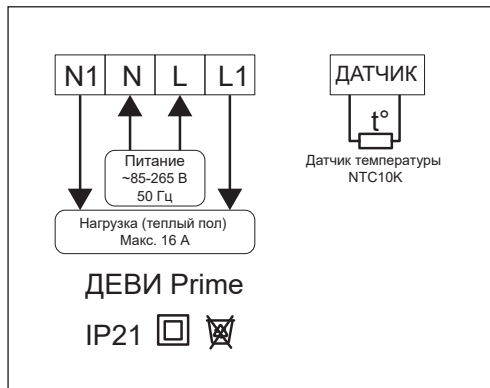 N1 N L L1
Питание
~85-265 В
50 Гц
Нагрузка (теплый пол)
Макс. 16 А
ДАТЧИК
t°
Датчик температуры
NTC10K
ДЕВИ Prime
IP21